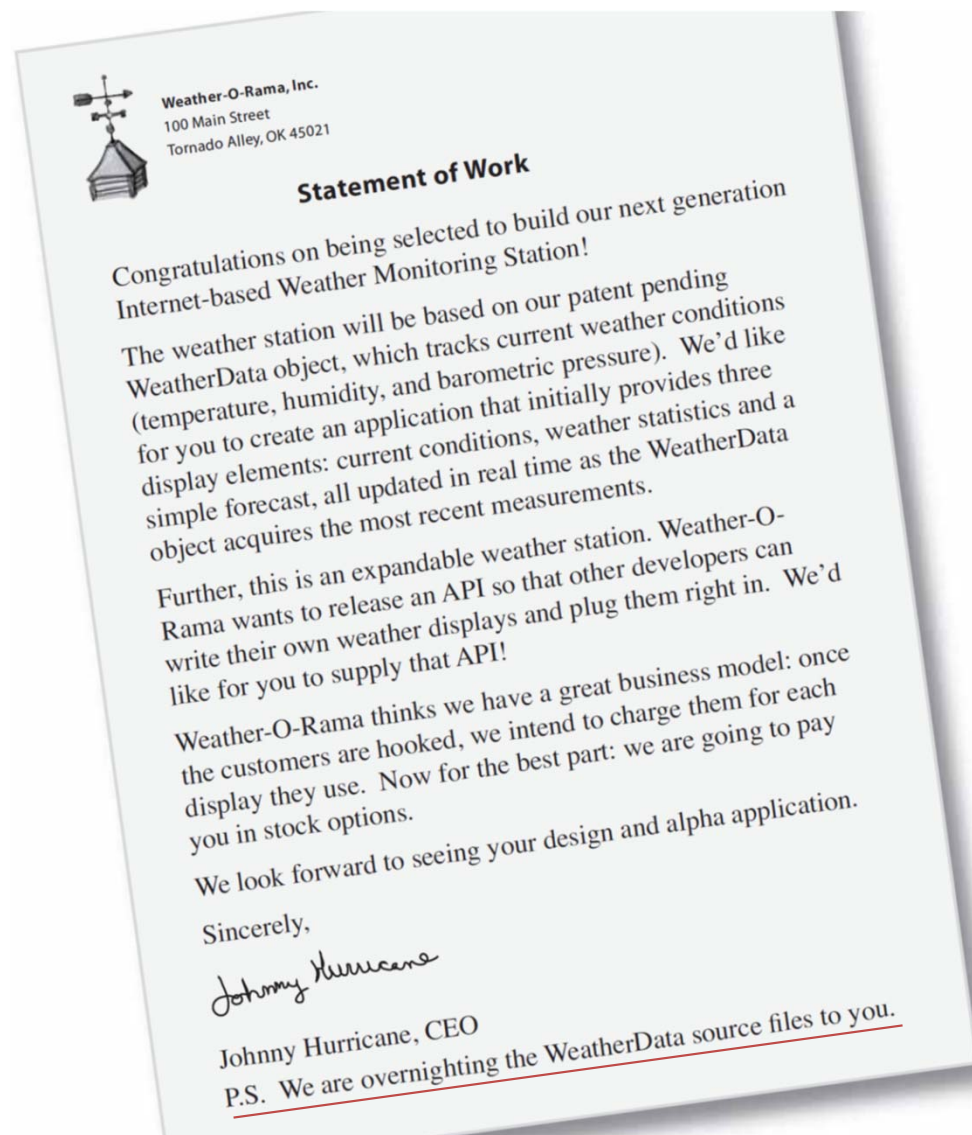 Weather-O-Rama, Inc.
100 Main Street
Tornado Alley, OK 45021
Statement of Work
Congratulations on being selected to build our next generation
Internet-based Weather Monitoring Station!
The weather station will be based on our patent pending
WeatherData object, which tracks current weather conditions
(temperature, humidity, and barometric pressure).  We'd like
for you to create an application that initially provides three
display elements: current conditions, weather statistics and a
simple forecast, all updated in real time as the WeatherData
object acquires the most recent measurements.
Further, this is an expandable weather station. Weather-O-
Rama wants to release an API so that other developers can
write their own weather displays and plug them right in.  We'd
like for you to supply that API!
Weather-O-Rama thinks we have a great business model: once
the customers are hooked, we intend to charge them for each
display they use.  Now for the best part: we are going to pay
you in stock options.
We look forward to seeing your design and alpha application.
Sincerely,
Johnny Hurricane
Johnny Hurricane, CEO
P.S.  We are overnighting the WeatherData source files to you.